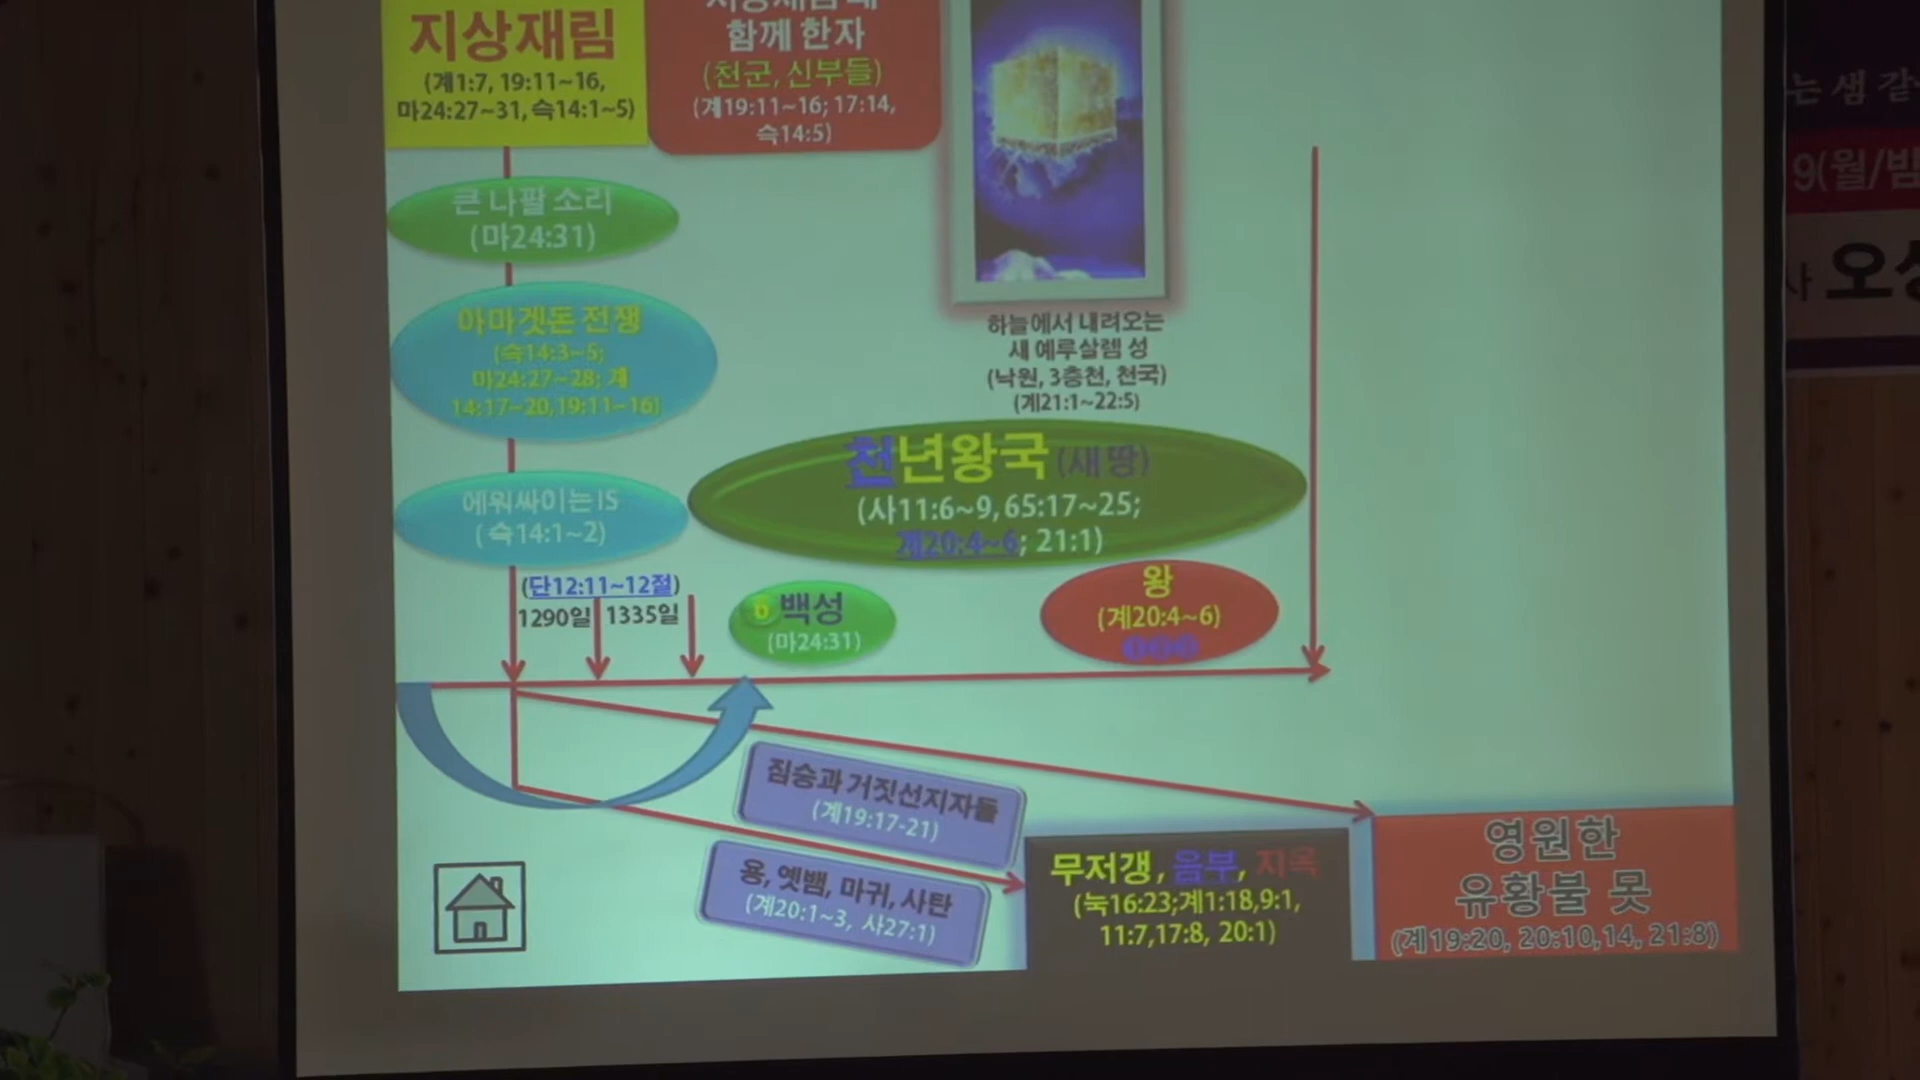 지상재림
(계1:7, 19:11~16,
마24:27~31, 슥14:1~5)
함께 한자
(천군, 신부들)
(계19:11~16; 17:14,
슥14:5)
큰 나팔 소리
(마24:31)
아마겟돈 전쟁
(슥14:3~5;
마24:27~28; 계
14:17~20,19:11~16)
에워싸이는 IS
(슥14:1~2)
하늘에서 내려오는
새 예루살렘 성
(낙원, 3층천, 천국)
(계21:1~22:5)
천년왕국 (새 땅)
(사11:6~9, 65:17~25;
계20:4~6; 21:1)
(단12:11~12절)
1290일
1335일
6 백성
(마24:31)
왕
(계20:4~6)
짐승과 거짓선지자들
(계19:17-21)
용, 옛뱀, 마귀, 사탄
(계20:1~3, 사27:1)
무저갱, 음부, 지옥
(눅16:23;계1:18,9:1,
11:7,17:8, 20:1)
영원한
유황불 못
(계19:20, 20:10,14, 21:8)
는 샘 같
9(월/밤
사 오성